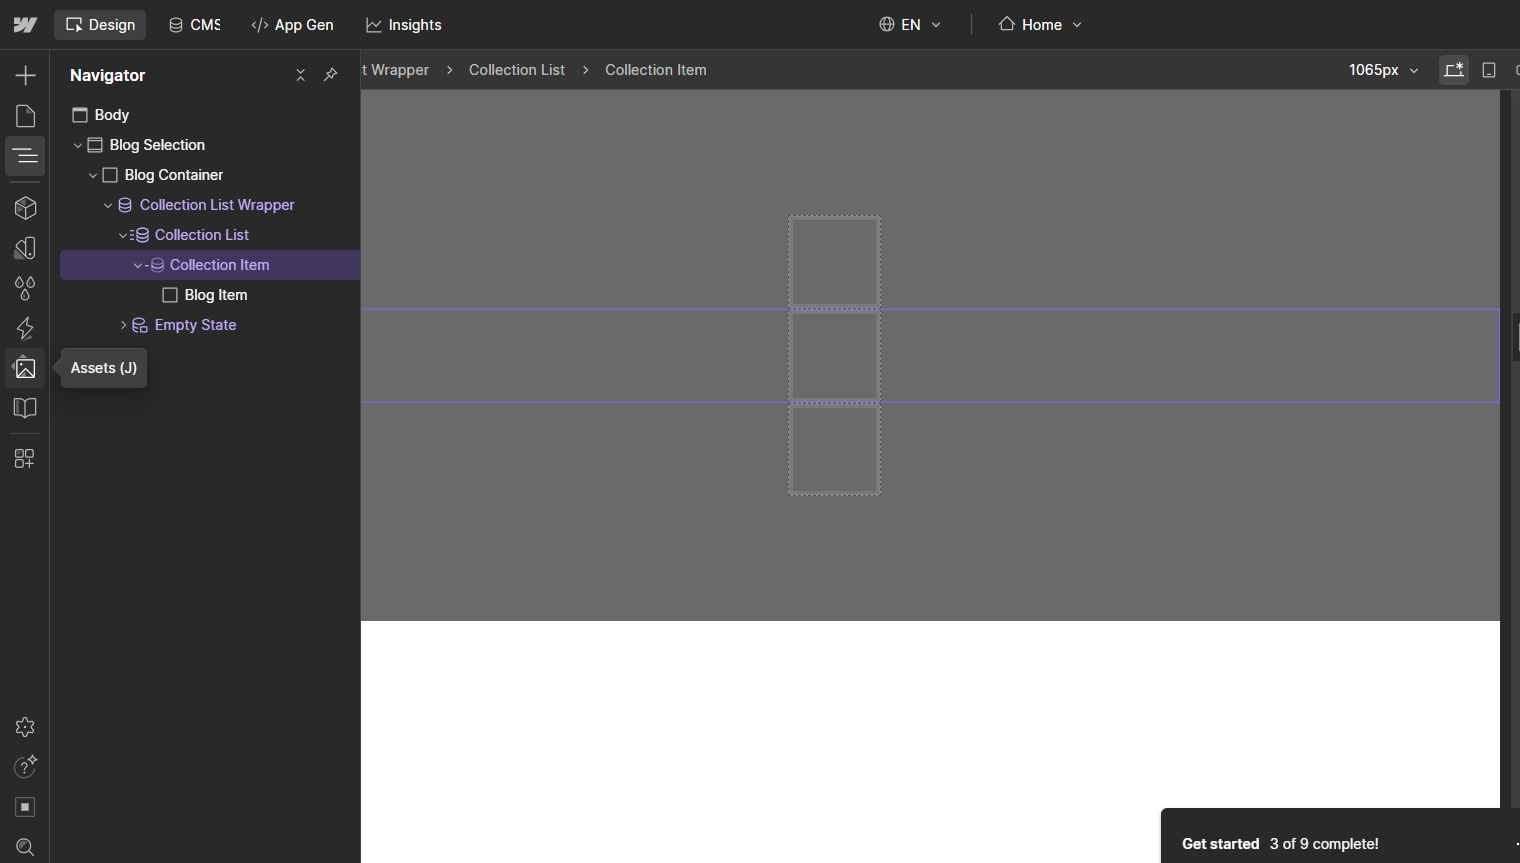 Design
CMS
App Gen
Insights
EN
Home
Navigator
t Wrapper
Collection List
Collection Item
1065px
Body
Blog Selection
Blog Container
Collection List Wrapper
Collection List
Collection Item
Blog Item
Empty State
Assets (J)
Get started 3 of 9 complete!